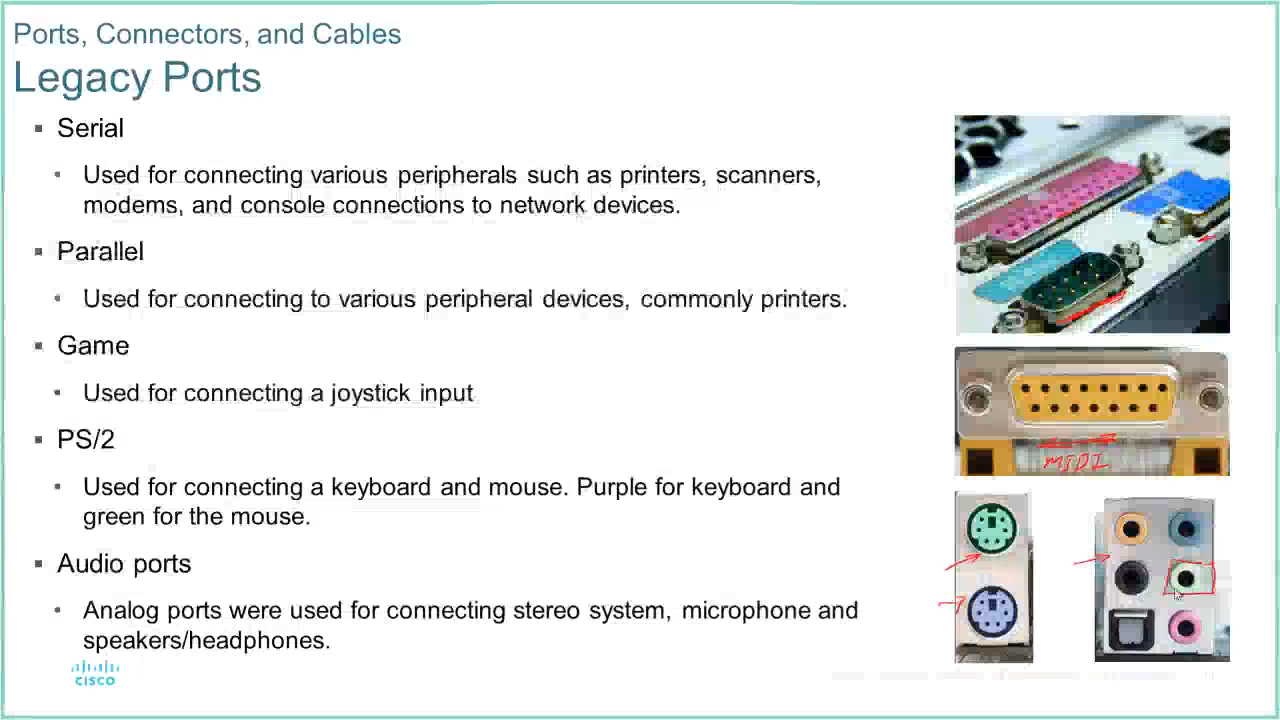 Ports, Connectors, and Cables
Legacy Ports
Serial
Used for connecting various peripherals such as printers, scanners,
modems, and console connections to network devices.
Parallel
Used for connecting to various peripheral devices, commonly printers.
Game
Used for connecting a joystick input
PS/2
Used for connecting a keyboard and mouse. Purple for keyboard and
green for the mouse.
Audio ports
Analog ports were used for connecting stereo system, microphone and
speakers/headphones.
MIDI
CISCO